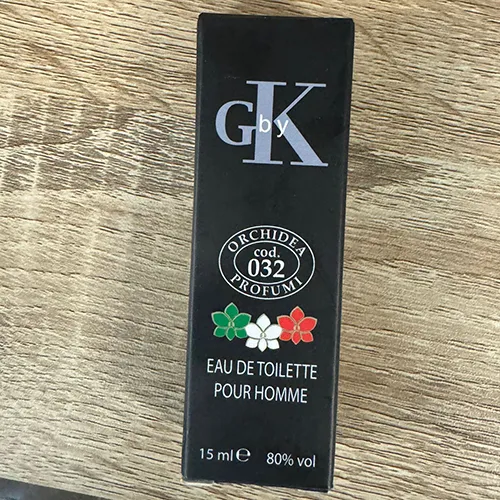 G by K
ORCHIDEA
cod.
032
PROFUMI
EAU DE TOILETTE
POUR HOMME
15 ml e 80% vol